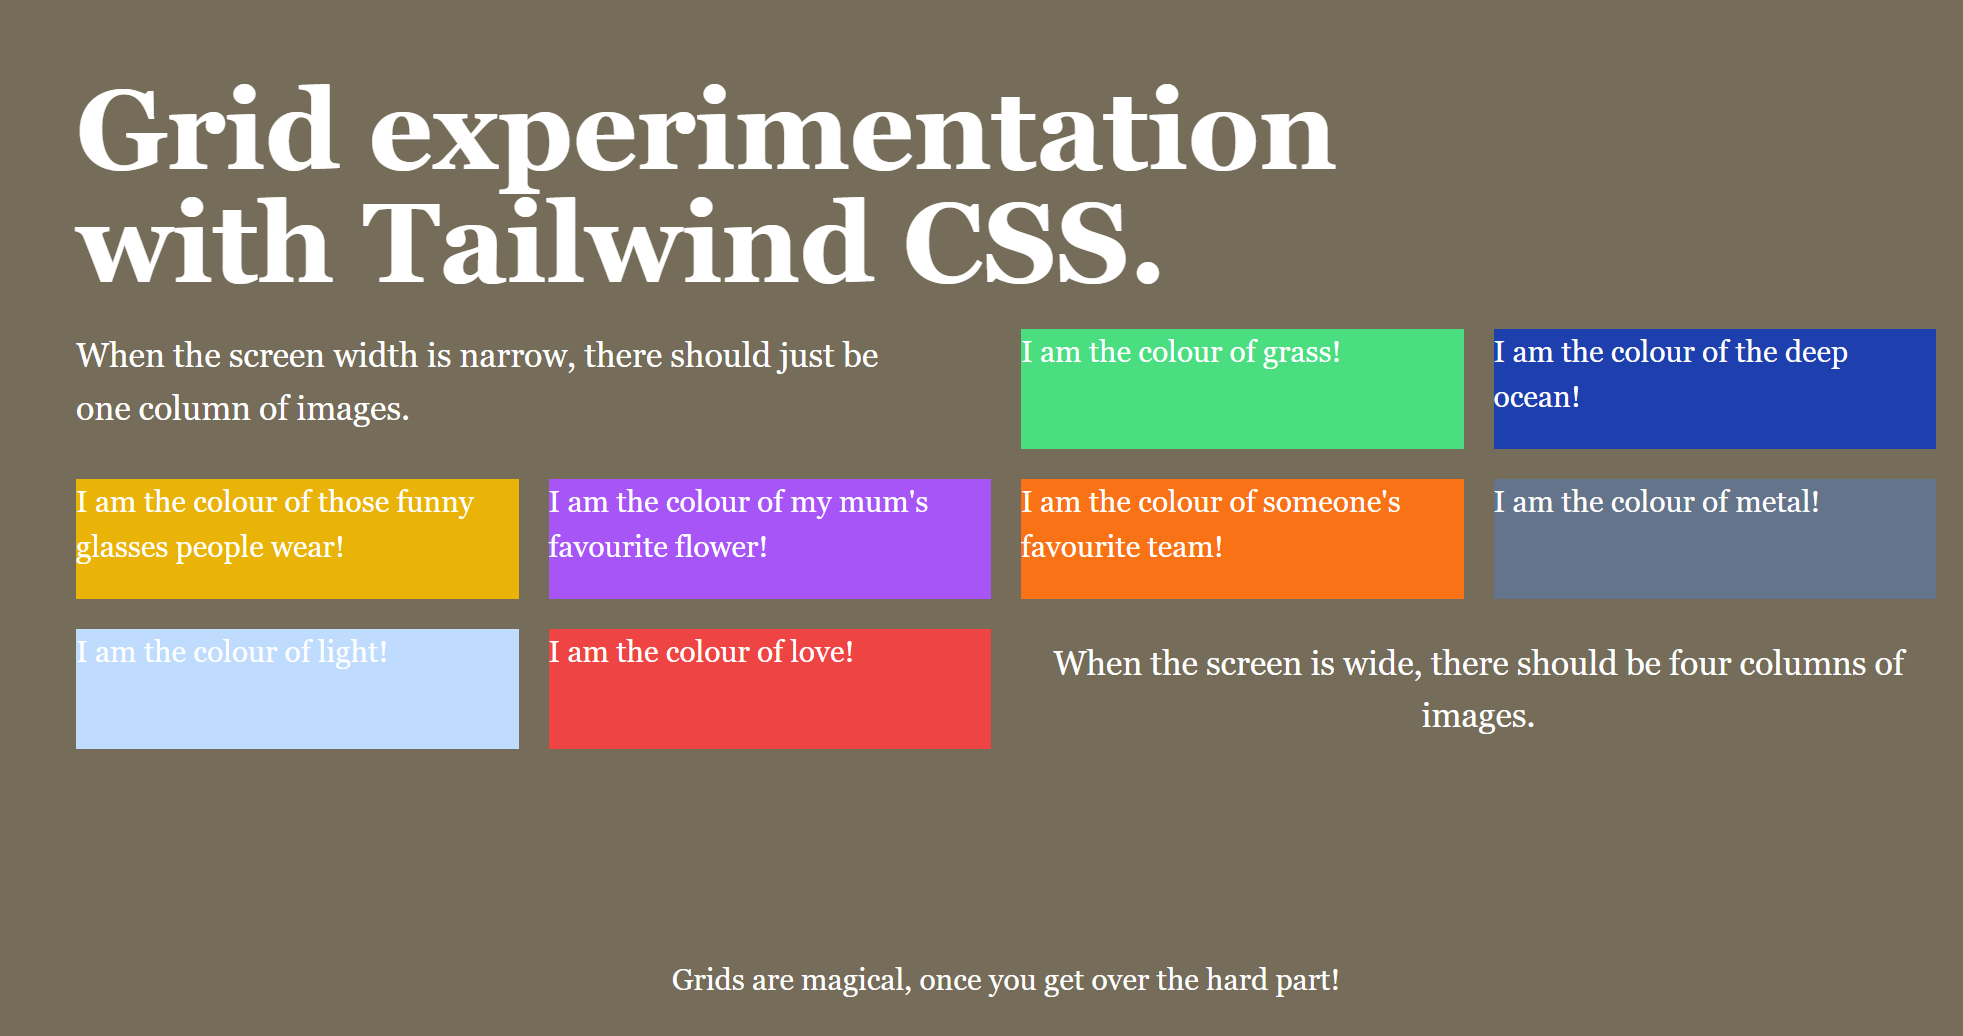 Grid experimentation
with Tailwind CSS.
When the screen width is narrow, there should just be
one column of images.
I am the colour of grass!
I am the colour of the deep
ocean!
I am the colour of those funny
glasses people wear!
I am the colour of my mum's
favourite flower!
I am the colour of someone's
favourite team!
I am the colour of metal!
I am the colour of light!
I am the colour of love!
When the screen is wide, there should be four columns of
images.
Grids are magical, once you get over the hard part!